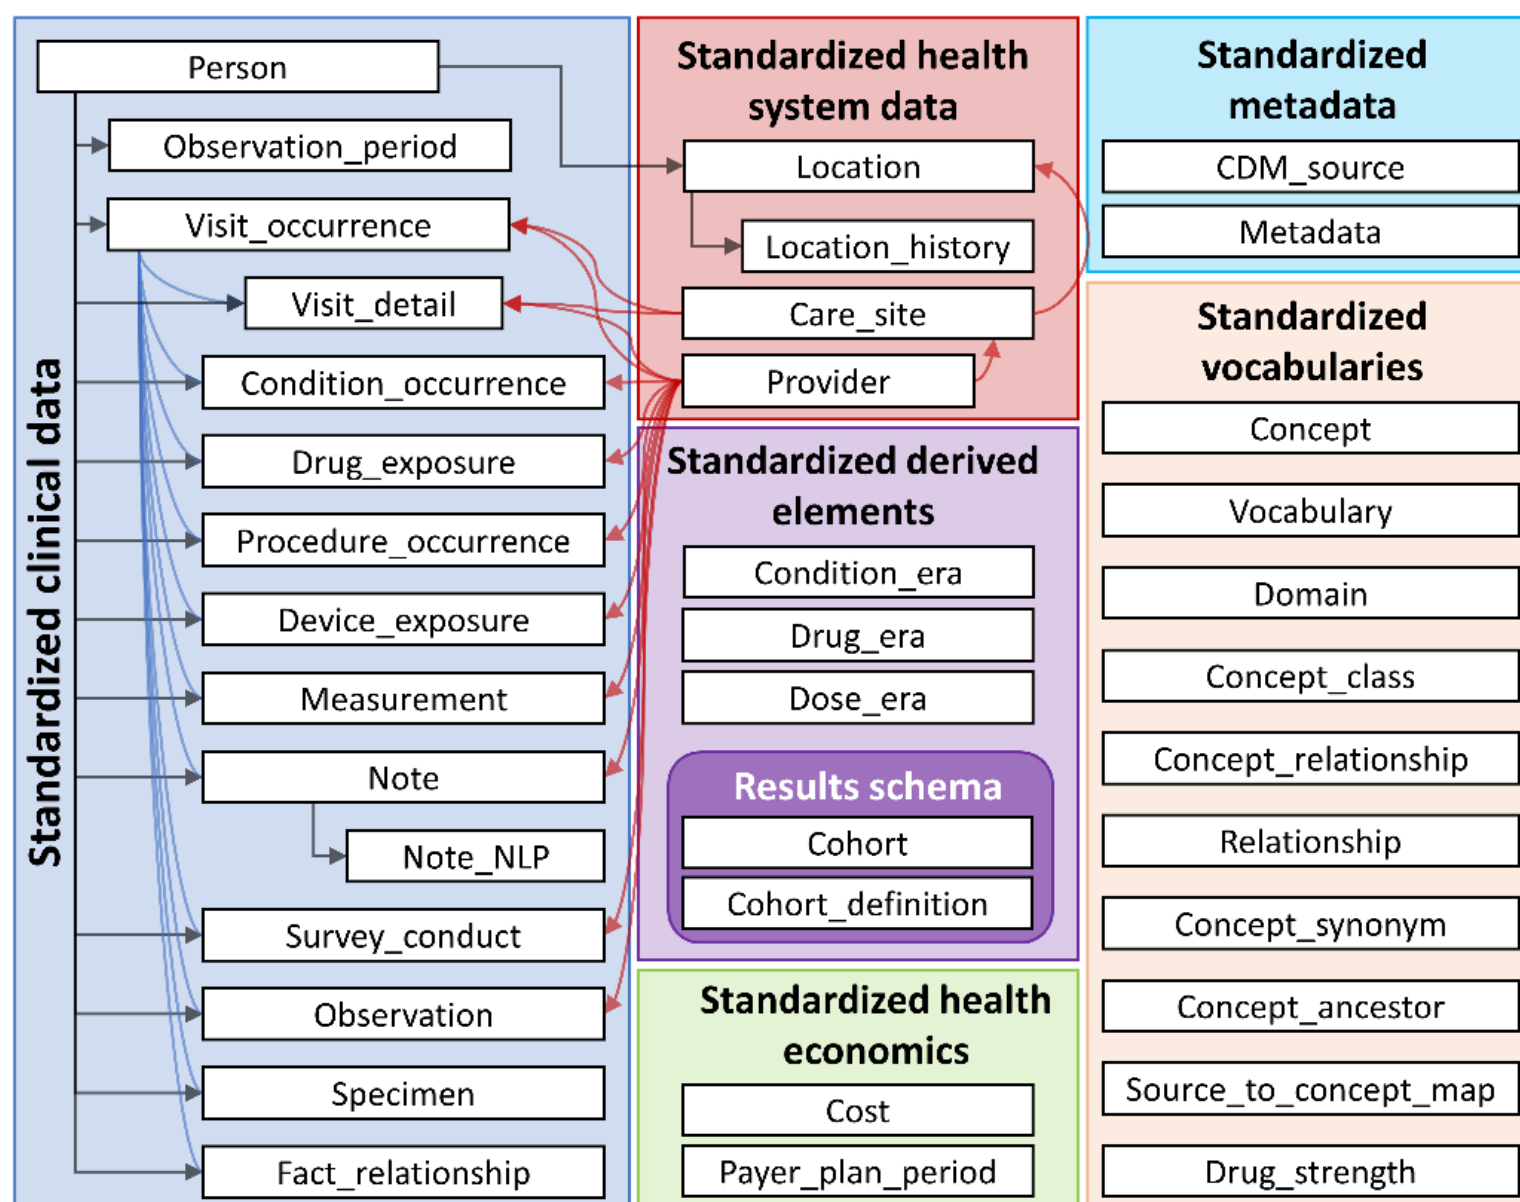 Standardized clinical data
Person
Observation_period
Visit_occurrence
Visit_detail
Condition_occurrence
Drug_exposure
Procedure_occurrence
Device_exposure
Measurement
Note
Note_NLP
Survey_conduct
Observation
Specimen
Fact_relationship
Standardized health
system data
Location
Location_history
Care_site
Provider
Standardized derived
elements
Condition_era
Drug_era
Dose_era
Results schema
Cohort
Cohort_definition
Standardized health
economics
Cost
Payer_plan_period
Standardized
metadata
CDM_source
Metadata
Standardized
vocabularies
Concept
Vocabulary
Domain
Concept_class
Concept_relationship
Relationship
Concept_synonym
Concept_ancestor
Source_to_concept_map
Drug_strength